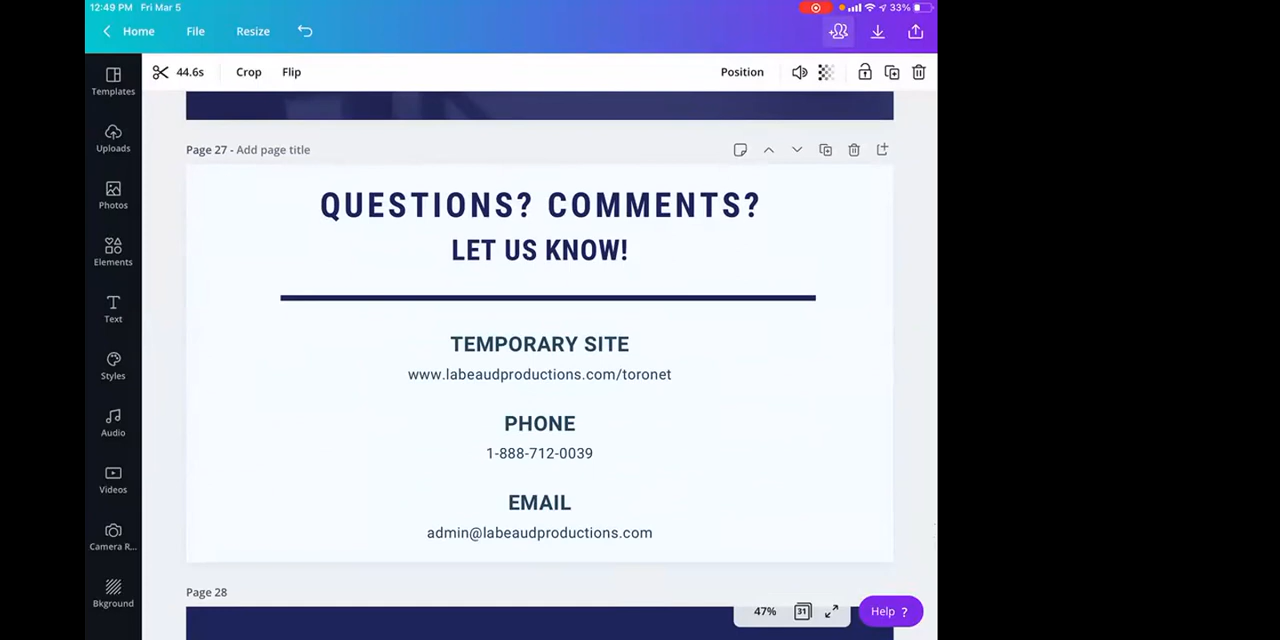 12:49 PM Fri Mar 5
33%
Home File Resize
44.6s Crop Flip Position
Templates
Uploads
Photos
Elements
Text
Styles
Audio
Videos
Camera R...
Bkground
Page 27 - Add page title
QUESTIONS? COMMENTS?
LET US KNOW!
TEMPORARY SITE
www.labeaudproductions.com/toronet
PHONE
1-888-712-0039
EMAIL
admin@labeaudproductions.com
Page 28
47% 31 Help ?